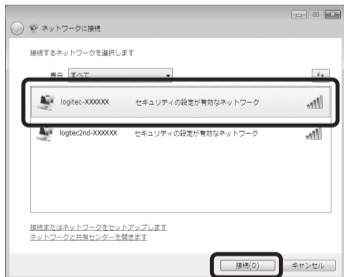 ネットワークに接続
接続するネットワークを選択します
表示 すべて
logitec-XXXXXX セキュリティの設定が有効なネットワーク
logitec2nd-XXXXXX セキュリティの設定が有効なネットワーク
接続またはネットワークをセットアップします
ネットワークと共有センターを開きます
接続(O) キャンセル